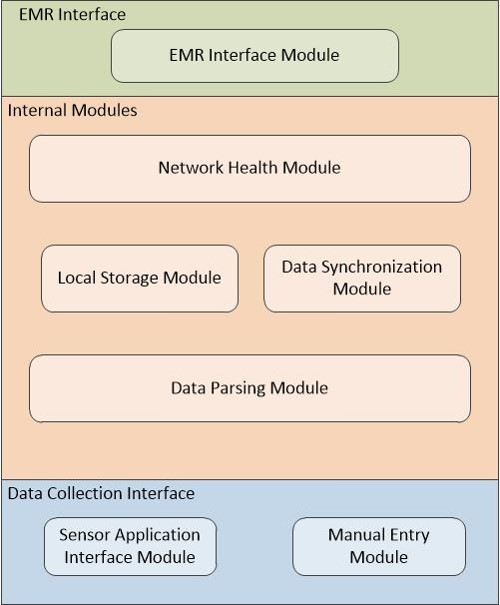 EMR Interface
EMR Interface Module
Internal Modules
Network Health Module
Local Storage Module
Data Synchronization
Module
Data Parsing Module
Data Collection Interface
Sensor Application
Interface Module
Manual Entry
Module